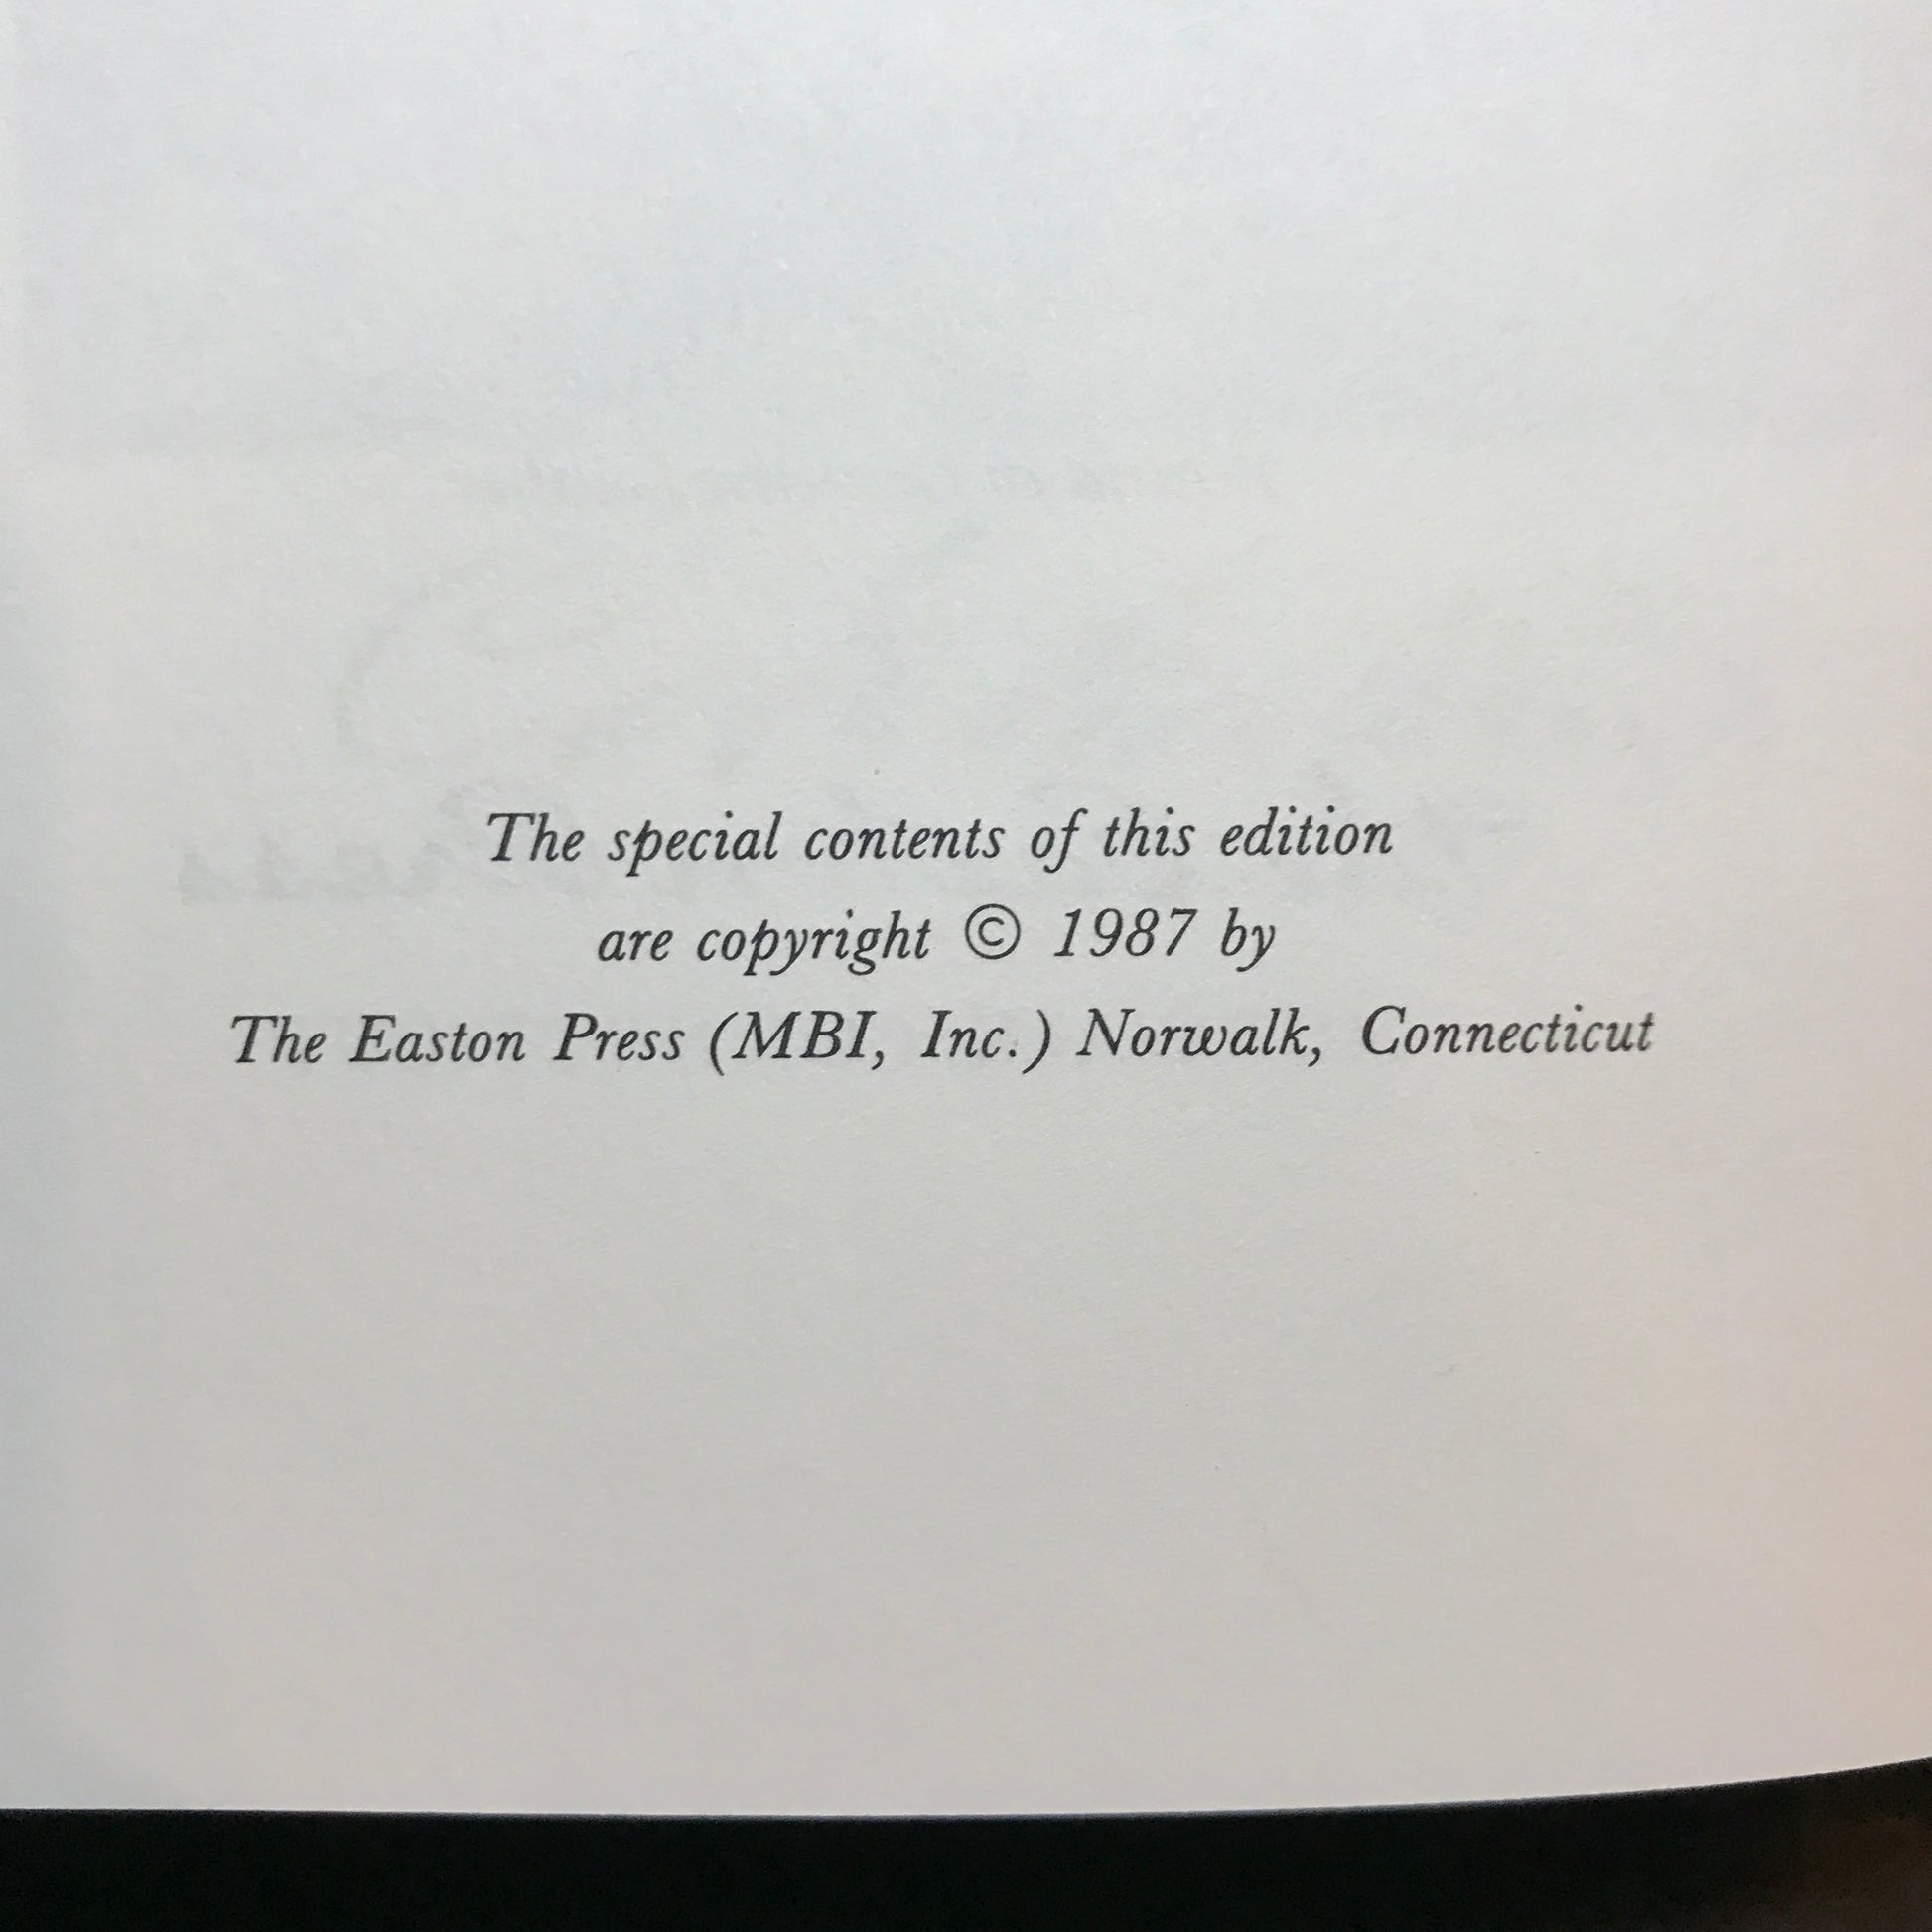 The special contents of this edition
are copyright © 1987 by
The Easton Press (MBI, Inc.) Norwalk, Connecticut